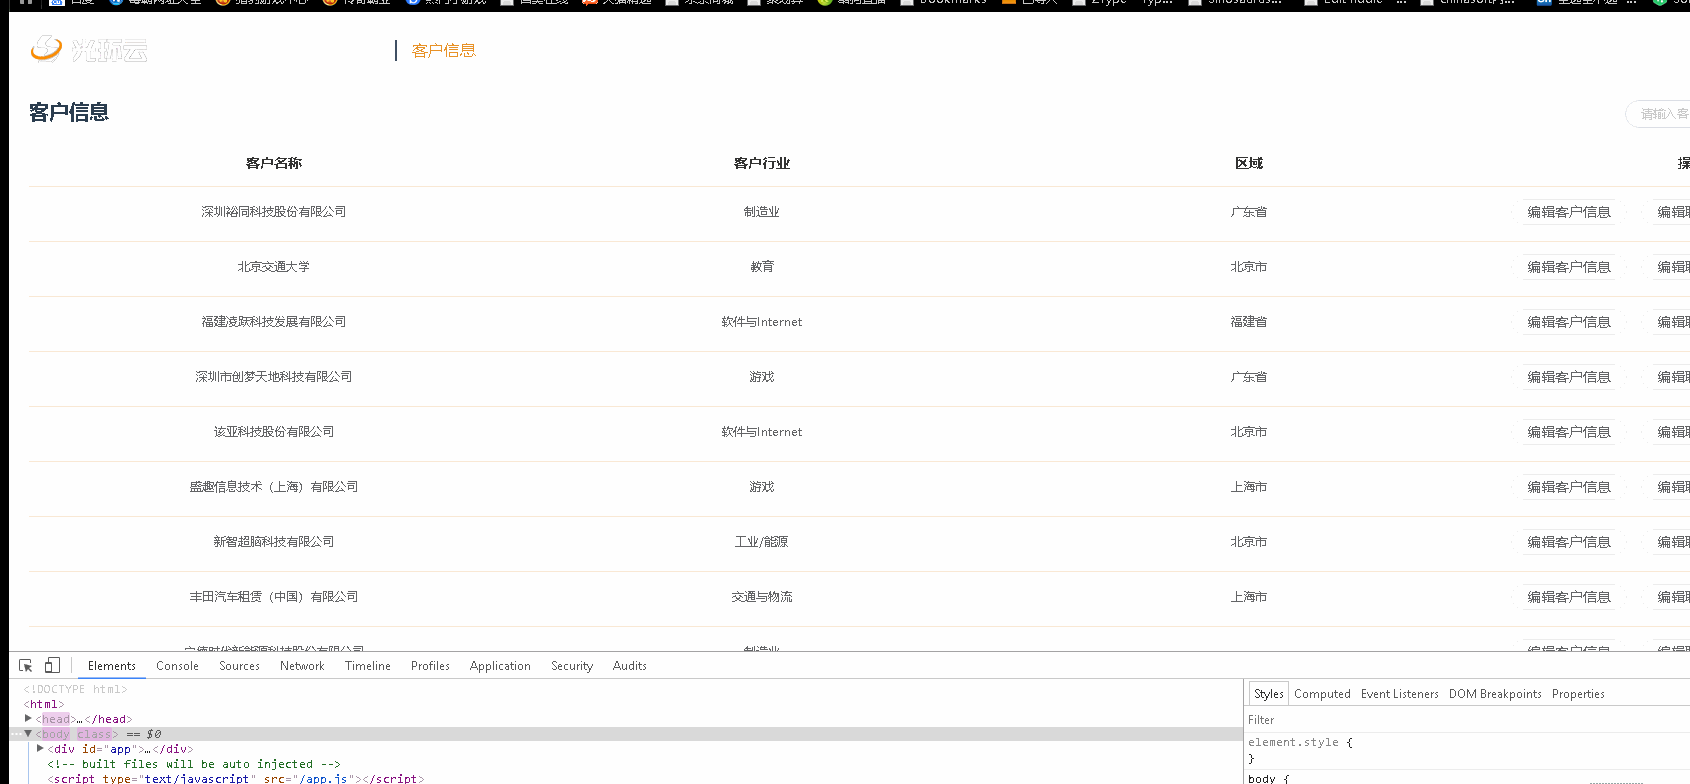 光环云 客户信息
客户信息 请输入客
客户名称 客户行业 区域
深圳裕同科技股份有限公司 制造业 广东省 编辑客户信息 编辑
北京交通大学 教育 北京市 编辑客户信息 编辑
福建凌跃科技发展有限公司 软件与Internet 福建省 编辑客户信息 编辑
深圳市创梦天地科技有限公司 游戏 广东省 编辑客户信息 编辑
该亚科技股份有限公司 软件与Internet 北京市 编辑客户信息 编辑
盛趣信息技术（上海）有限公司 游戏 上海市 编辑客户信息 编辑
新智超脑科技有限公司 工业/能源 北京市 编辑客户信息 编辑
丰田汽车租赁（中国）有限公司 交通与物流 上海市 编辑客户信息 编辑
Elements Console Sources Network Timeline Profiles Application Security Audits
<!DOCTYPE html>
<html>
<head>…</head>
<body class> == $0
<div id="app">…</div>
<!-- built files will be auto injected -->
<script type="text/javascript" src="/app.js"></script>
Styles Computed Event Listeners DOM Breakpoints Properties
Filter
element.style {
}
body {